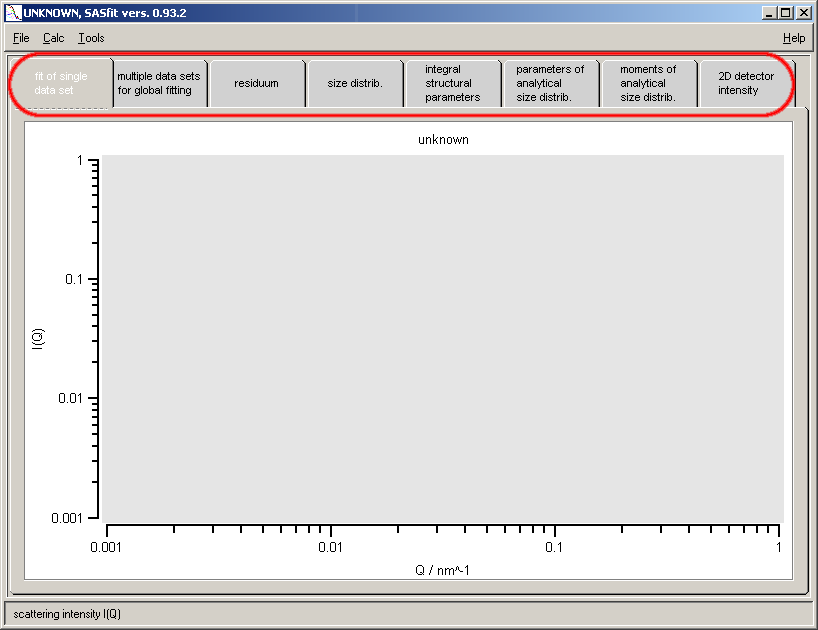 UNKNOWN, SASfit vers. 0.93.2
File Calc Tools Help
fit of single
data set
multiple data sets
for global fitting
residuum
size distrib.
integral
structural
parameters
parameters of
analytical
size distrib.
moments of
analytical
size distrib.
2D detector
intensity
unknown
1
0.1
0.01
0.001
I(Q)
0.001 0.01 0.1 1
Q / nm^-1
scattering intensity I(Q)